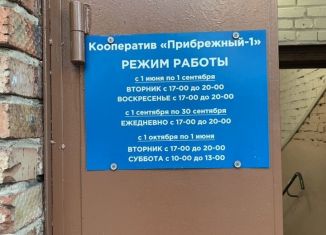 Кооператив «Прибрежный-1»
РЕЖИМ РАБОТЫ
с 1 июня по 1 сентября
ВТОРНИК с 17-00 до 20-00
ВОСКРЕСЕНЬЕ с 17-00 до 20-00
с 1 сентября по 30 сентября
ЕЖЕДНЕВНО с 17-00 до 20-00
с 1 октября по 1 июня
ВТОРНИК с 17-00 до 20-00
СУББОТА с 10-00 до 13-00